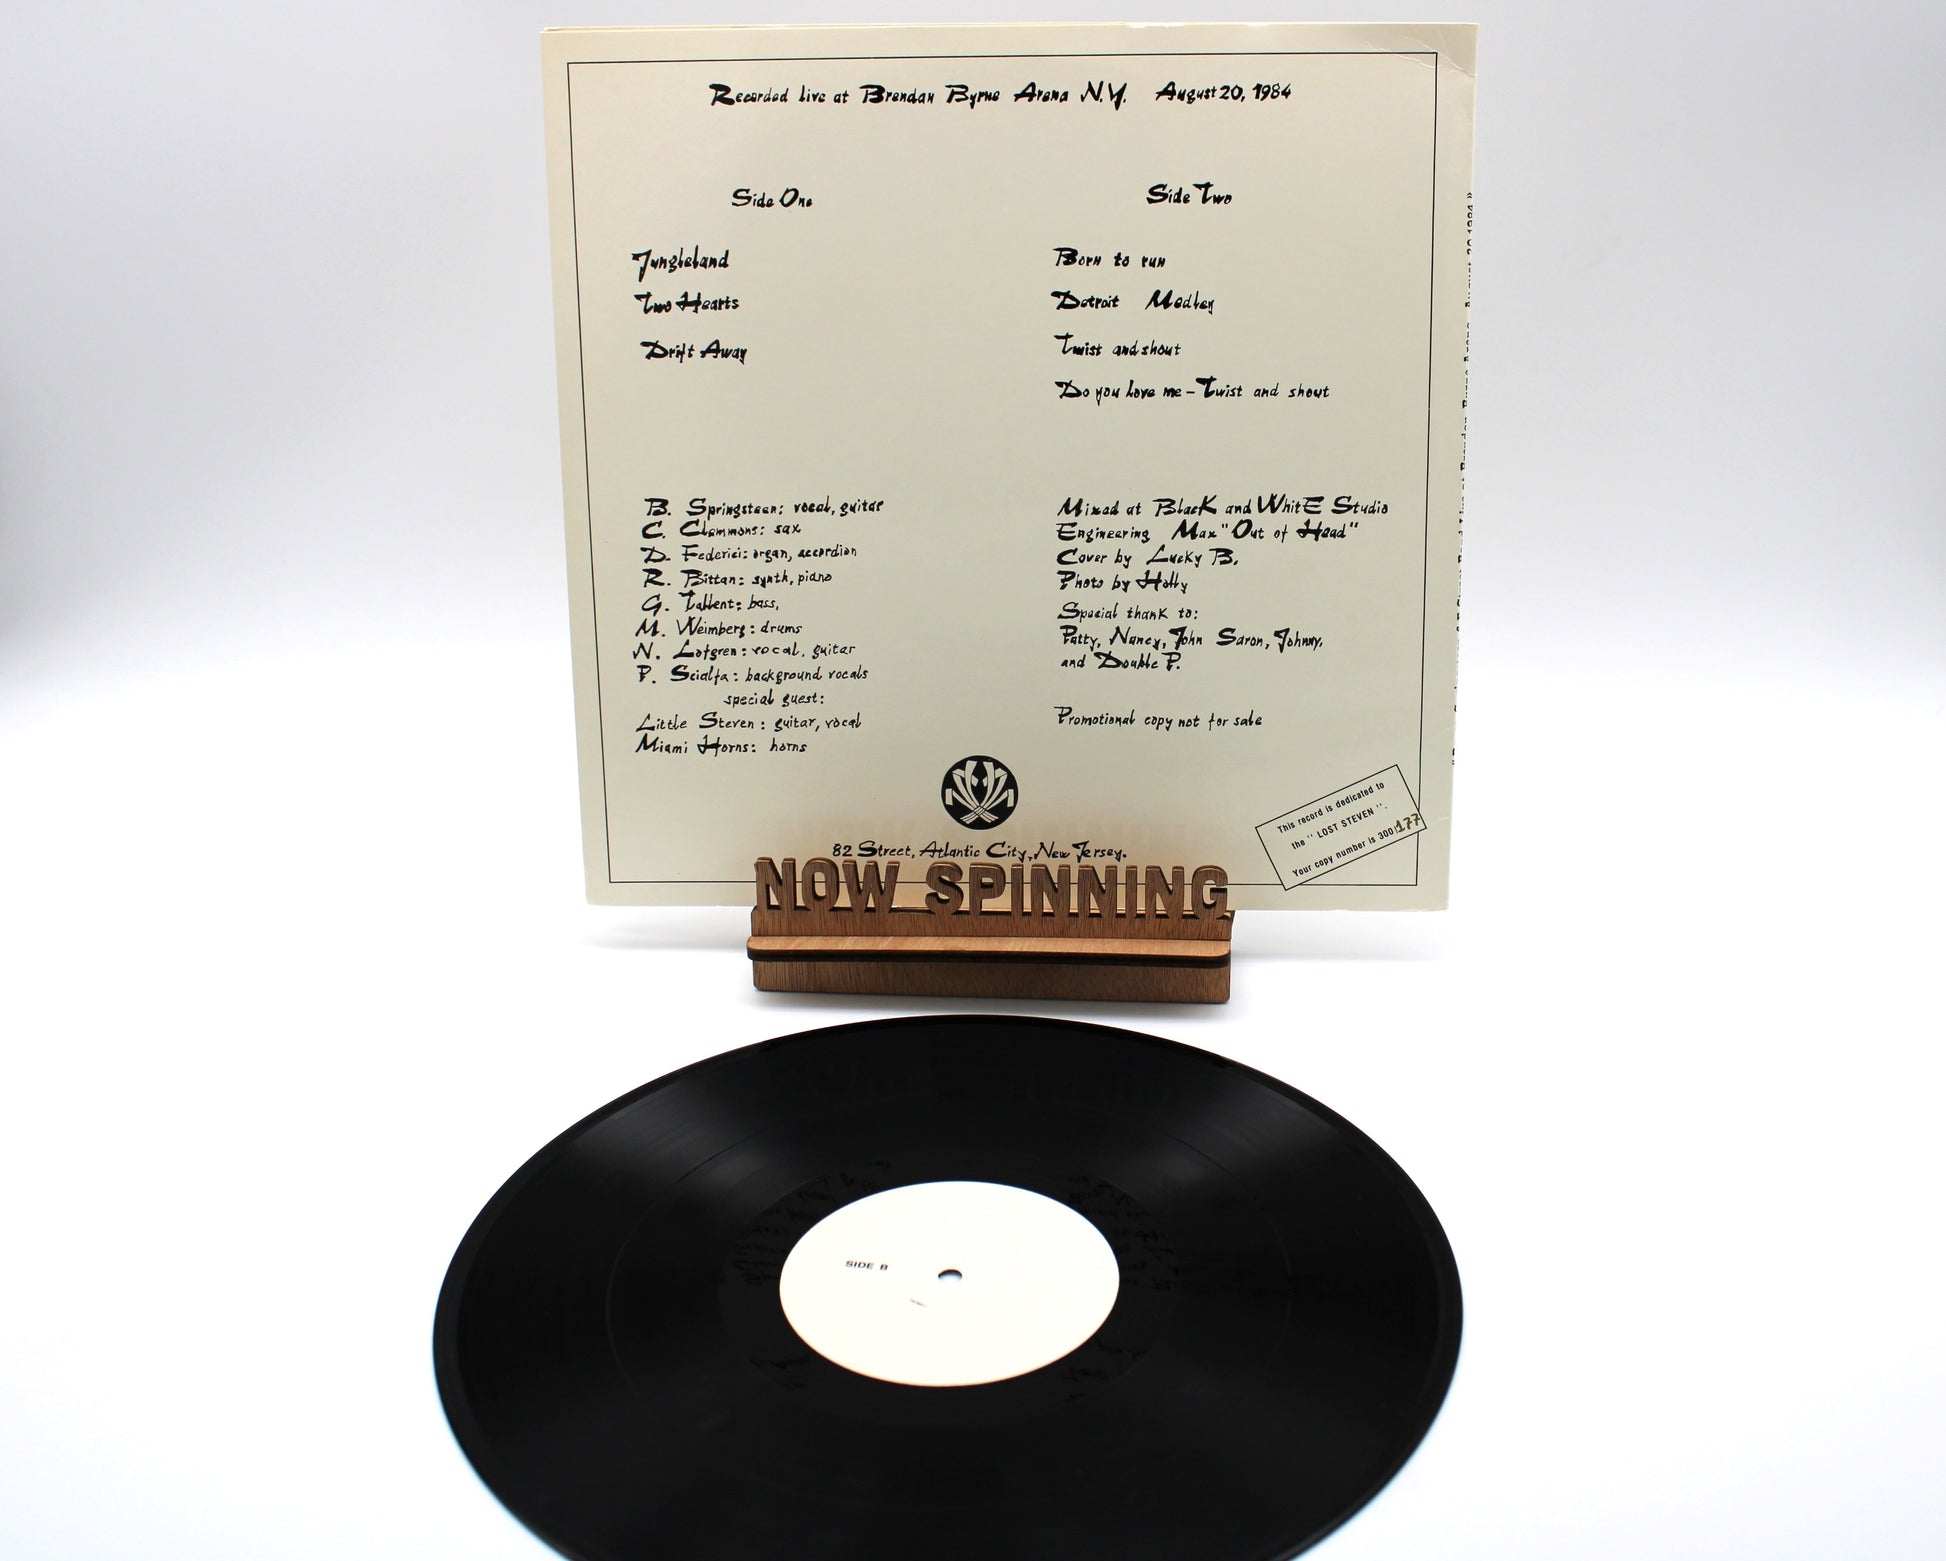 Recorded Live at Brendan Byrne Arena N.Y. August 20, 1984
Side One
Jungleland
Two Hearts
Drift Away
Side Two
Born to run
Detroit Medley
Twist and shout
Do you Love me - Twist and shout
B. Springsteen: vocal, guitar
C. Clemmons: sax
D. Federici: organ, accordion
R. Bittan: synth, piano
G. Tallent: bass,
M. Weimberg: drums
N. Lofgren: vocal, guitar
P. Scialfa: background vocals
special guest:
Little Steven: guitar, vocal
Miami Horns: horns
Mixed at BlacK and WhitE Studio
Engineering Max "Out of Head"
Cover by Lucky B.
Photo by Holly
Special thank to:
Patty, Nancy, John Saron, Johnny,
and Double P.
Promotional copy not for sale
This record is dedicated to
the "LOST STEVEN".
Your copy number is 300/177
82 Street, Atlantic City, New Jersey.
NOW SPINNING
SIDE B